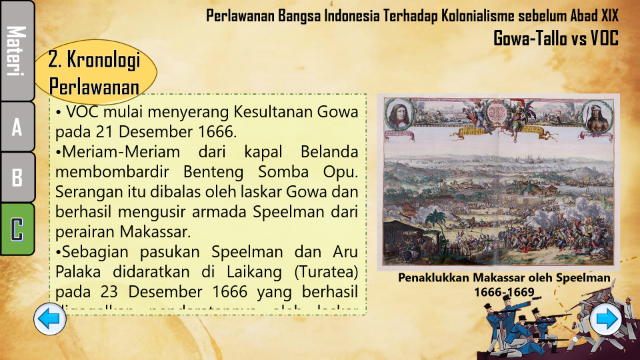 Perlawanan Bangsa Indonesia Terhadap Kolonialisme sebelum Abad XIX
Gowa-Tallo vs VOC
Materi
A
B
C
2. Kronologi
Perlawanan
• VOC mulai menyerang Kesultanan Gowa
pada 21 Desember 1666.
•Meriam-Meriam dari kapal Belanda
membombardir Benteng Somba Opu.
Serangan itu dibalas oleh laskar Gowa dan
berhasil mengusir armada Speelman dari
perairan Makassar.
•Sebagian pasukan Speelman dan Aru
Palaka didaratkan di Laikang (Turatea)
pada 23 Desember 1666 yang berhasil
Penaklukkan Makassar oleh Speelman
1666-1669